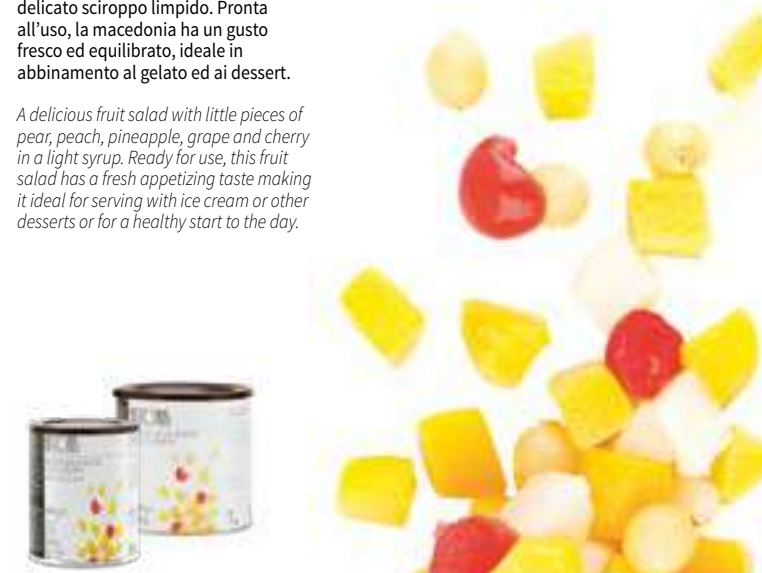 delicato sciroppo limpido. Pronta
all’uso, la macedonia ha un gusto
fresco ed equilibrato, ideale in
abbinamento al gelato ed ai dessert.
A delicious fruit salad with little pieces of
pear, peach, pineapple, grape and cherry
in a light syrup. Ready for use, this fruit
salad has a fresh appetizing taste making
it ideal for serving with ice cream or other
desserts or for a healthy start to the day.